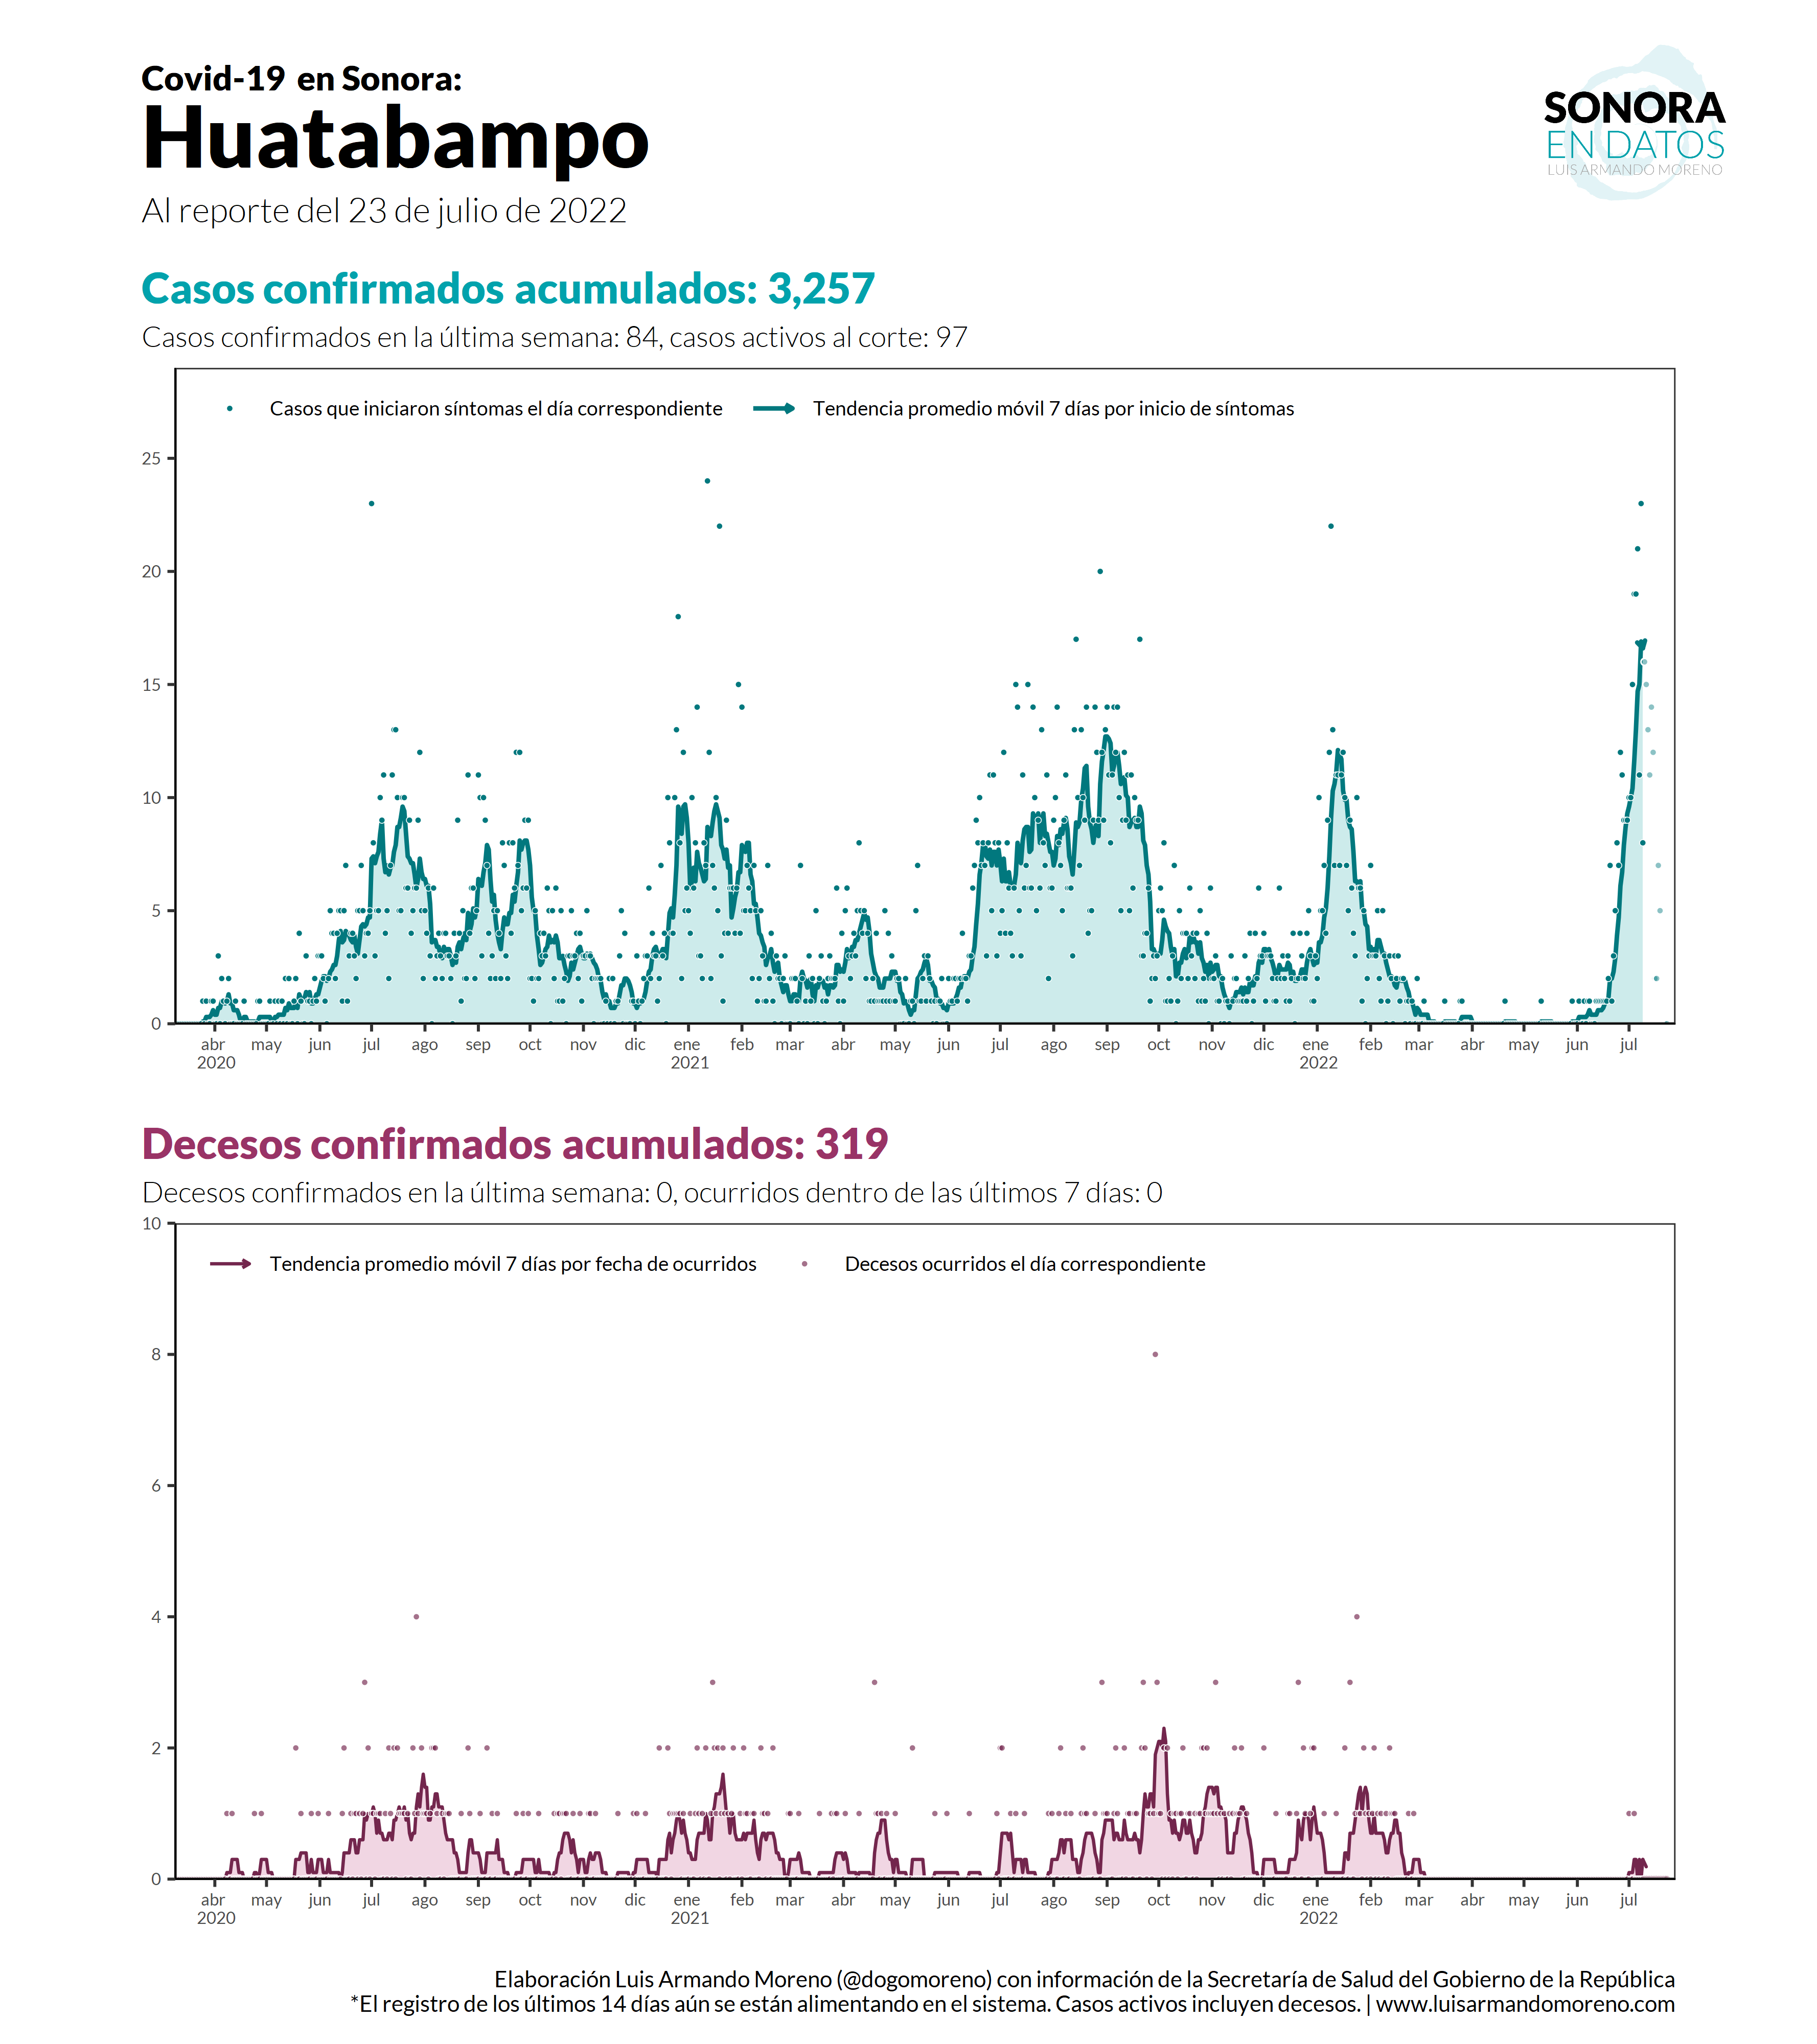 Covid-19 en Sonora:
Huatabampo
Al reporte del 23 de julio de 2022
SONORA
EN DATOS
LUIS ARMANDO MORENO
Casos confirmados acumulados: 3,257
Casos confirmados en la última semana: 84, casos activos al corte: 97
Casos que iniciaron síntomas el día correspondiente Tendencia promedio móvil 7 días por inicio de síntomas
25
20
15
10
5
0
abr may jun jul ago sep oct nov dic ene feb mar abr may jun jul ago sep oct nov dic ene feb mar abr may jun jul
2020 2021 2022
Decesos confirmados acumulados: 319
Decesos confirmados en la última semana: 0, ocurridos dentro de las últimos 7 días: 0
Tendencia promedio móvil 7 días por fecha de ocurridos Decesos ocurridos el día correspondiente
10
8
6
4
2
0
abr may jun jul ago sep oct nov dic ene feb mar abr may jun jul ago sep oct nov dic ene feb mar abr may jun jul
2020 2021 2022
Elaboración Luis Armando Moreno (@dogomoreno) con información de la Secretaría de Salud del Gobierno de la República
*El registro de los últimos 14 días aún se están alimentando en el sistema. Casos activos incluyen decesos. | www.luisarmandomoreno.com